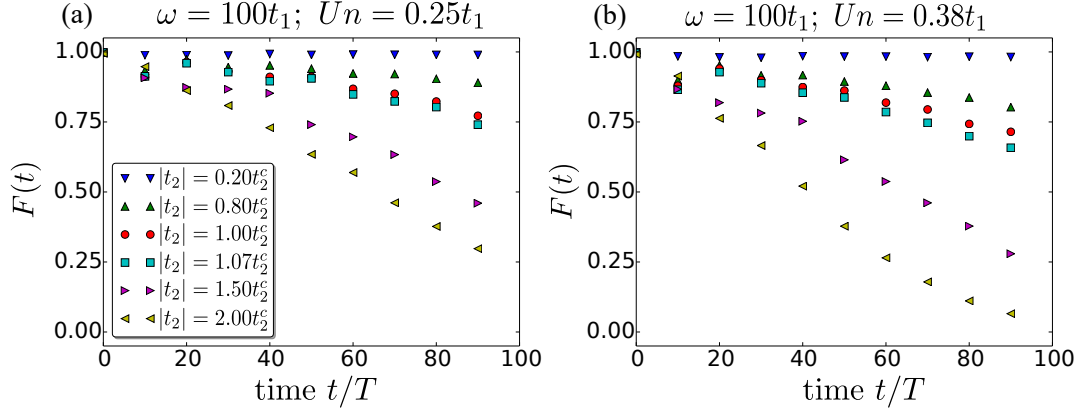 (a) ω = 100t₁; Un = 0.25t₁
F(t)
1.00
0.75
0.50
0.25
0.00
|t₂| = 0.20t₂ᶜ
|t₂| = 0.80t₂ᶜ
|t₂| = 1.00t₂ᶜ
|t₂| = 1.07t₂ᶜ
|t₂| = 1.50t₂ᶜ
|t₂| = 2.00t₂ᶜ
0 20 40 60 80 100
time t/T
(b) ω = 100t₁; Un = 0.38t₁
F(t)
1.00
0.75
0.50
0.25
0.00
0 20 40 60 80 100
time t/T